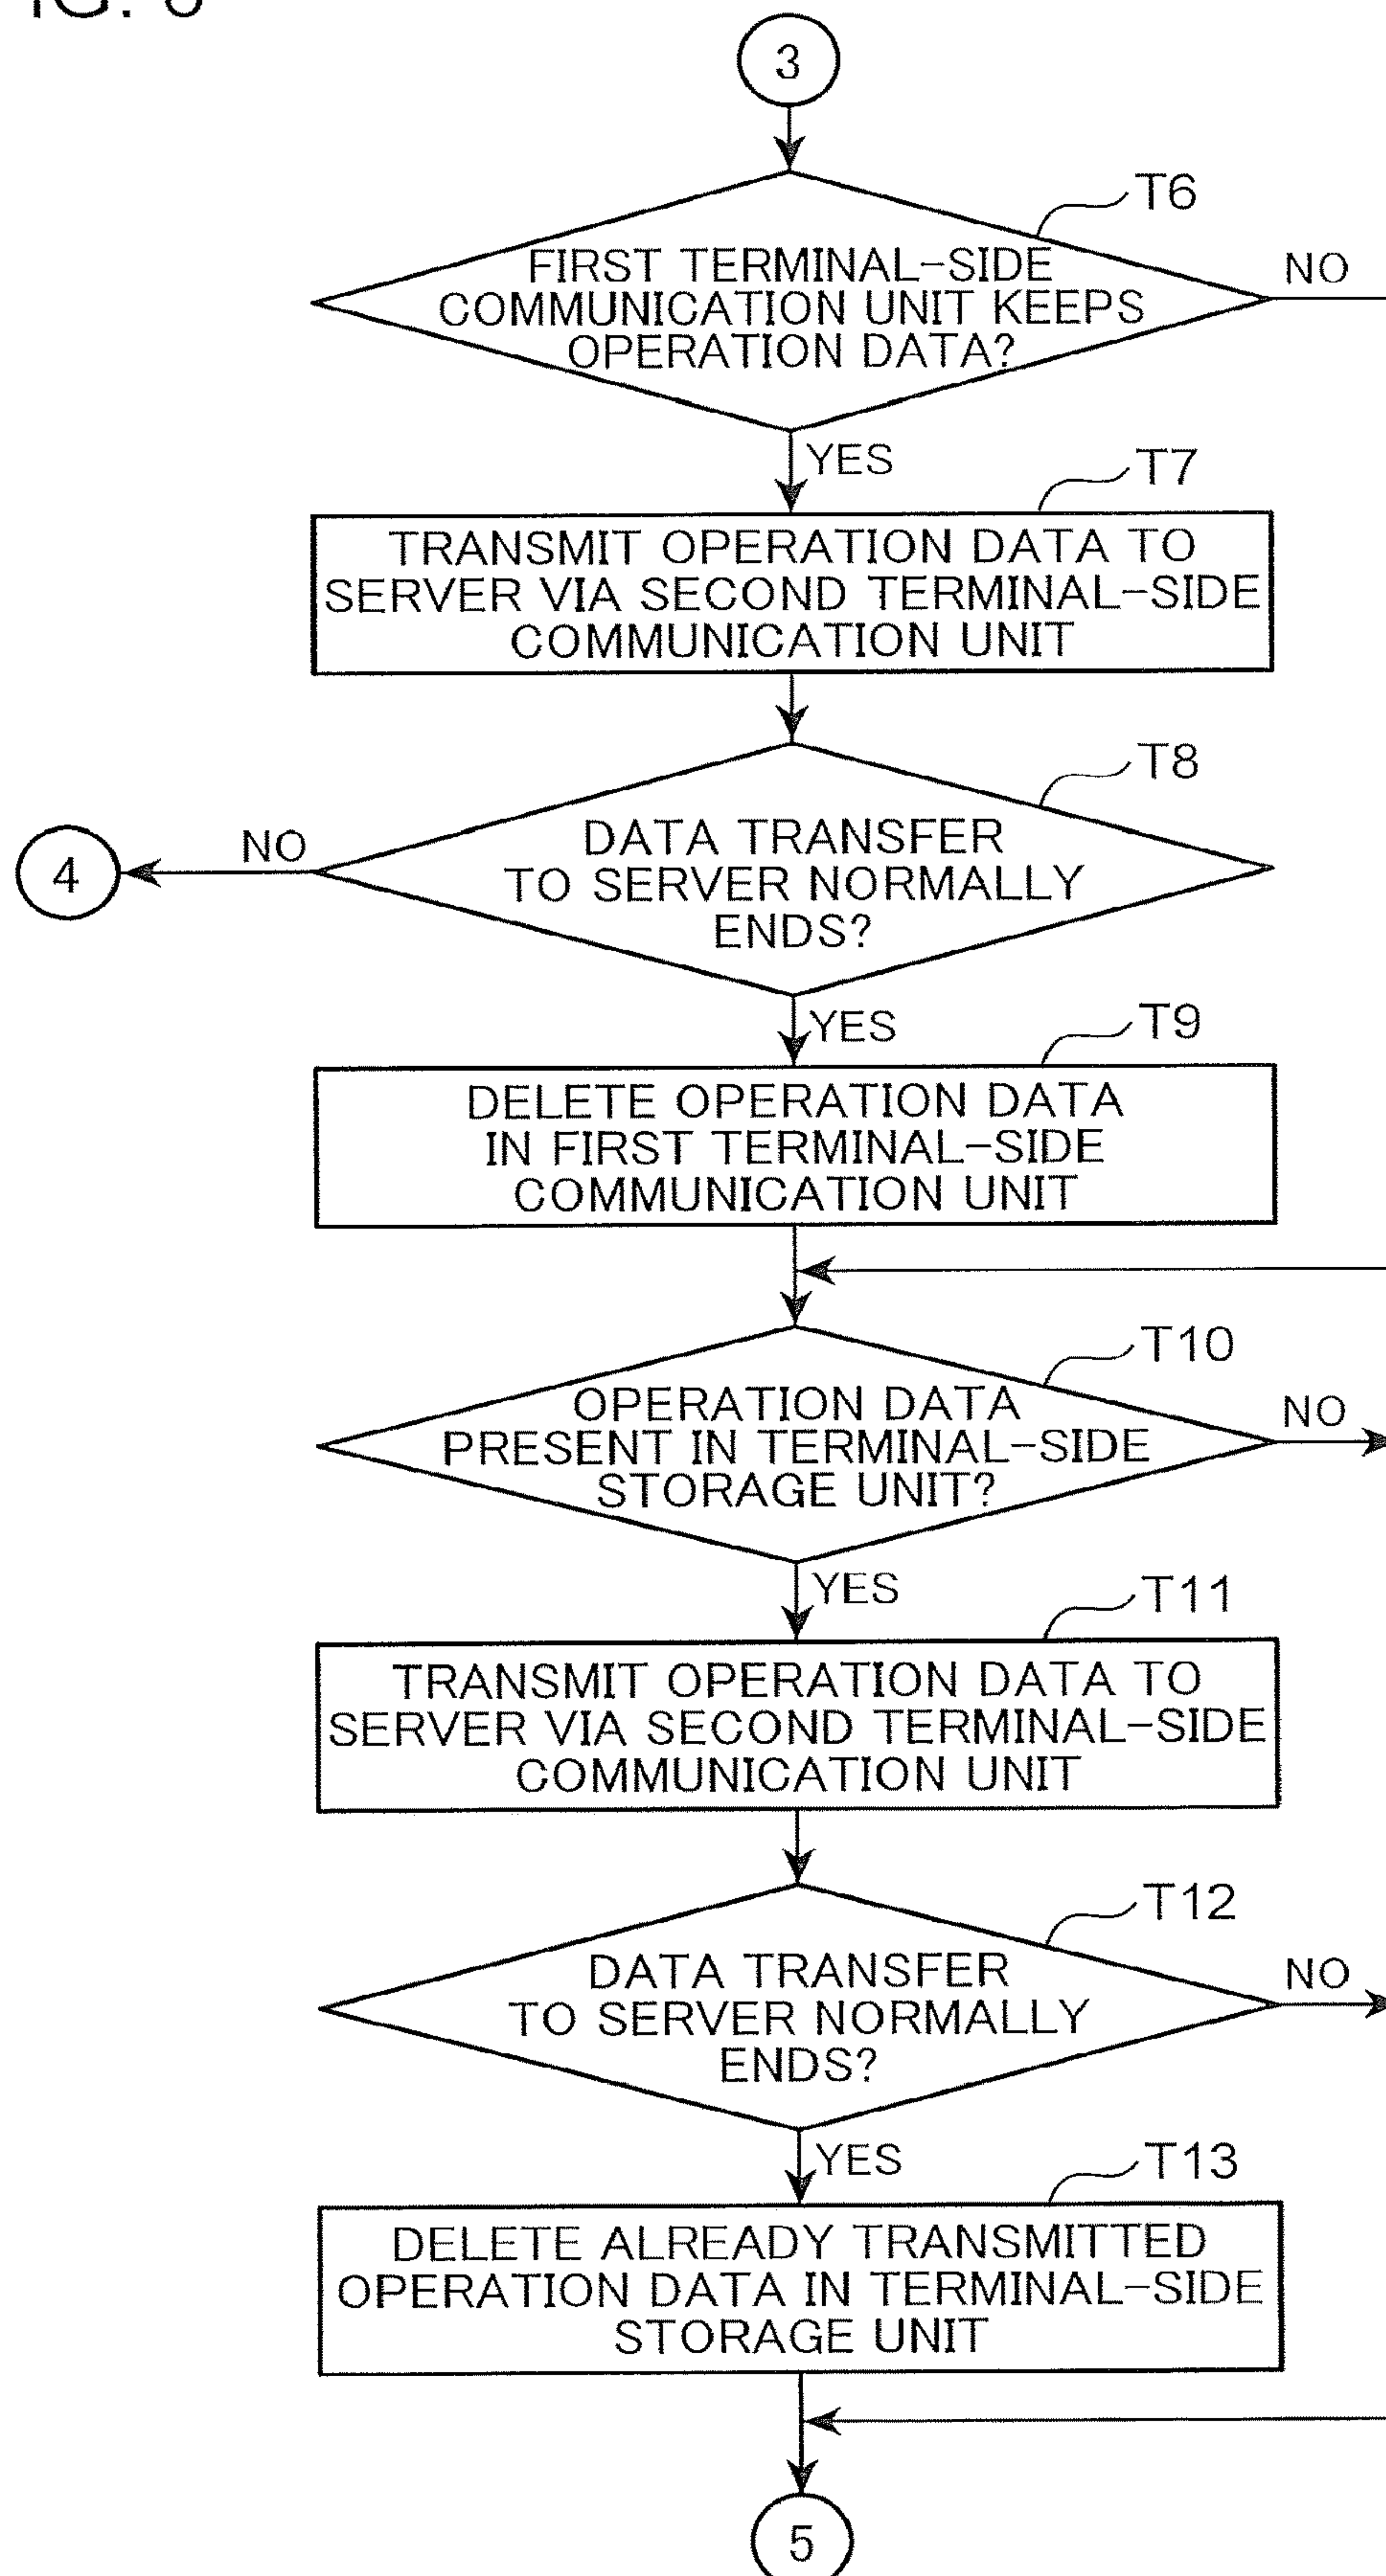 3
T6
FIRST TERMINAL-SIDE
COMMUNICATION UNIT KEEPS
OPERATION DATA?
NO
YES
T7
TRANSMIT OPERATION DATA TO
SERVER VIA SECOND TERMINAL-SIDE
COMMUNICATION UNIT
T8
DATA TRANSFER
TO SERVER NORMALLY
ENDS?
NO
4
YES
T9
DELETE OPERATION DATA
IN FIRST TERMINAL-SIDE
COMMUNICATION UNIT
T10
OPERATION DATA
PRESENT IN TERMINAL-SIDE
STORAGE UNIT?
NO
YES
T11
TRANSMIT OPERATION DATA TO
SERVER VIA SECOND TERMINAL-SIDE
COMMUNICATION UNIT
T12
DATA TRANSFER
TO SERVER NORMALLY
ENDS?
NO
YES
T13
DELETE ALREADY TRANSMITTED
OPERATION DATA IN TERMINAL-SIDE
STORAGE UNIT
5